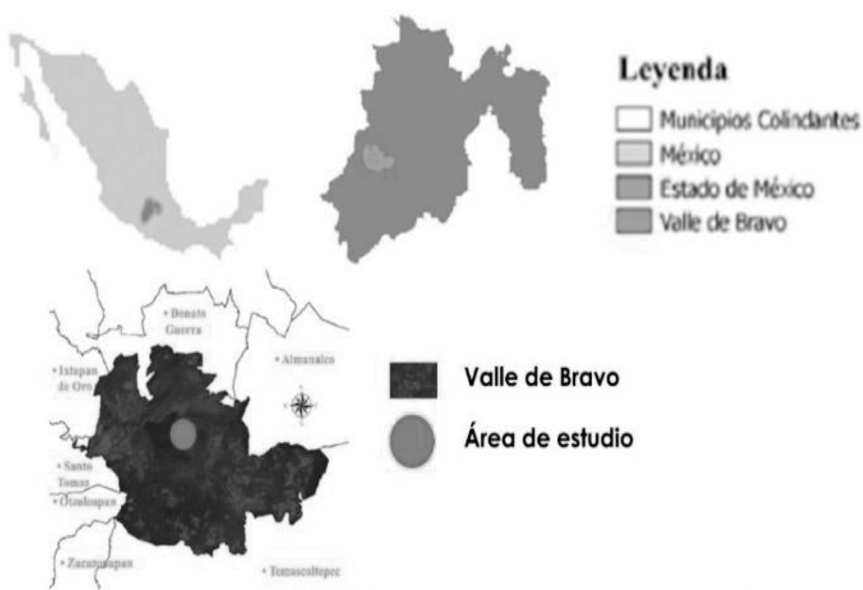 Leyenda
Municipios Colindantes
México
Estado de México
Valle de Bravo
• Donato
Guerra
• Ixtapan
de Oro
• Almanalco
• Santo
Tomas
• Otzoloapan
• Zacazonapan
• Temascaltepec
Valle de Bravo
Área de estudio